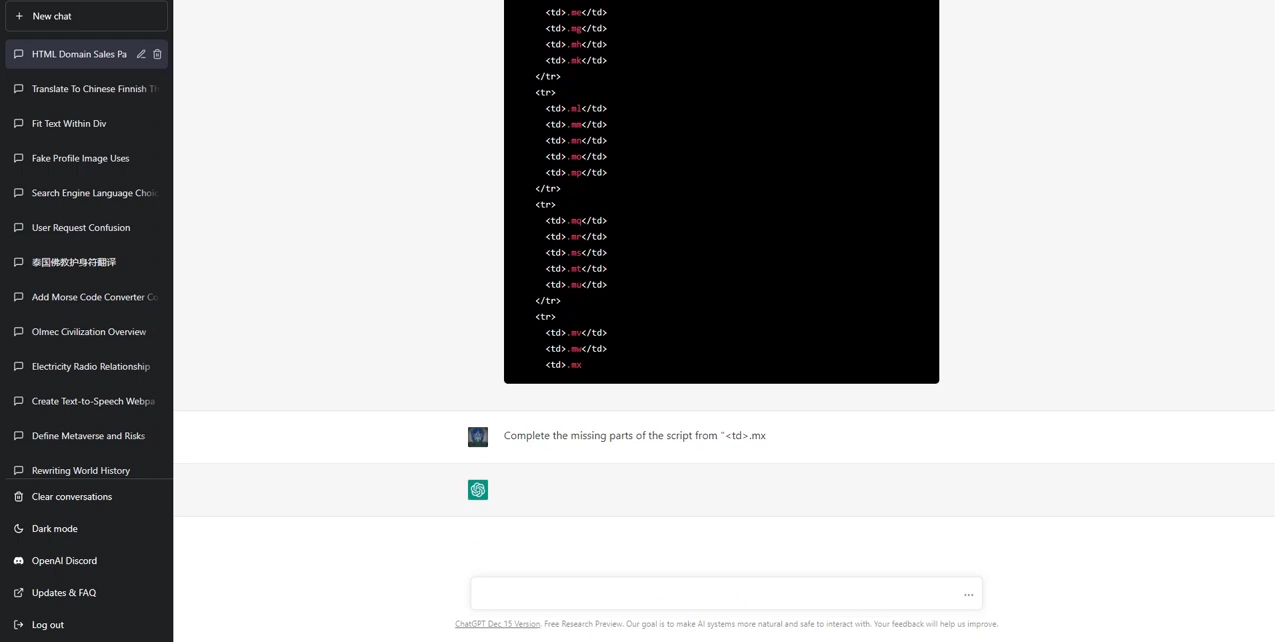 New chat
HTML Domain Sales Pa
Translate To Chinese Finnish Th
Fit Text Within Div
Fake Profile Image Uses
Search Engine Language Choic
User Request Confusion
泰国佛教护身符翻译
Add Morse Code Converter Co
Olmec Civilization Overview
Electricity Radio Relationship
Create Text-to-Speech Webpa
Define Metaverse and Risks
Rewriting World History
Clear conversations
Dark mode
OpenAI Discord
Updates & FAQ
Log out
<td>.me</td>
<td>.mg</td>
<td>.mh</td>
<td>.mk</td>
</tr>
<tr>
<td>.ml</td>
<td>.mm</td>
<td>.mn</td>
<td>.mo</td>
<td>.mp</td>
</tr>
<tr>
<td>.mq</td>
<td>.mr</td>
<td>.ms</td>
<td>.mt</td>
<td>.mu</td>
</tr>
<tr>
<td>.mv</td>
<td>.mw</td>
<td>.mx
Complete the missing parts of the script from "<td>.mx
ChatGPT Dec 15 Version. Free Research Preview. Our goal is to make AI systems more natural and safe to interact with. Your feedback will help us improve.